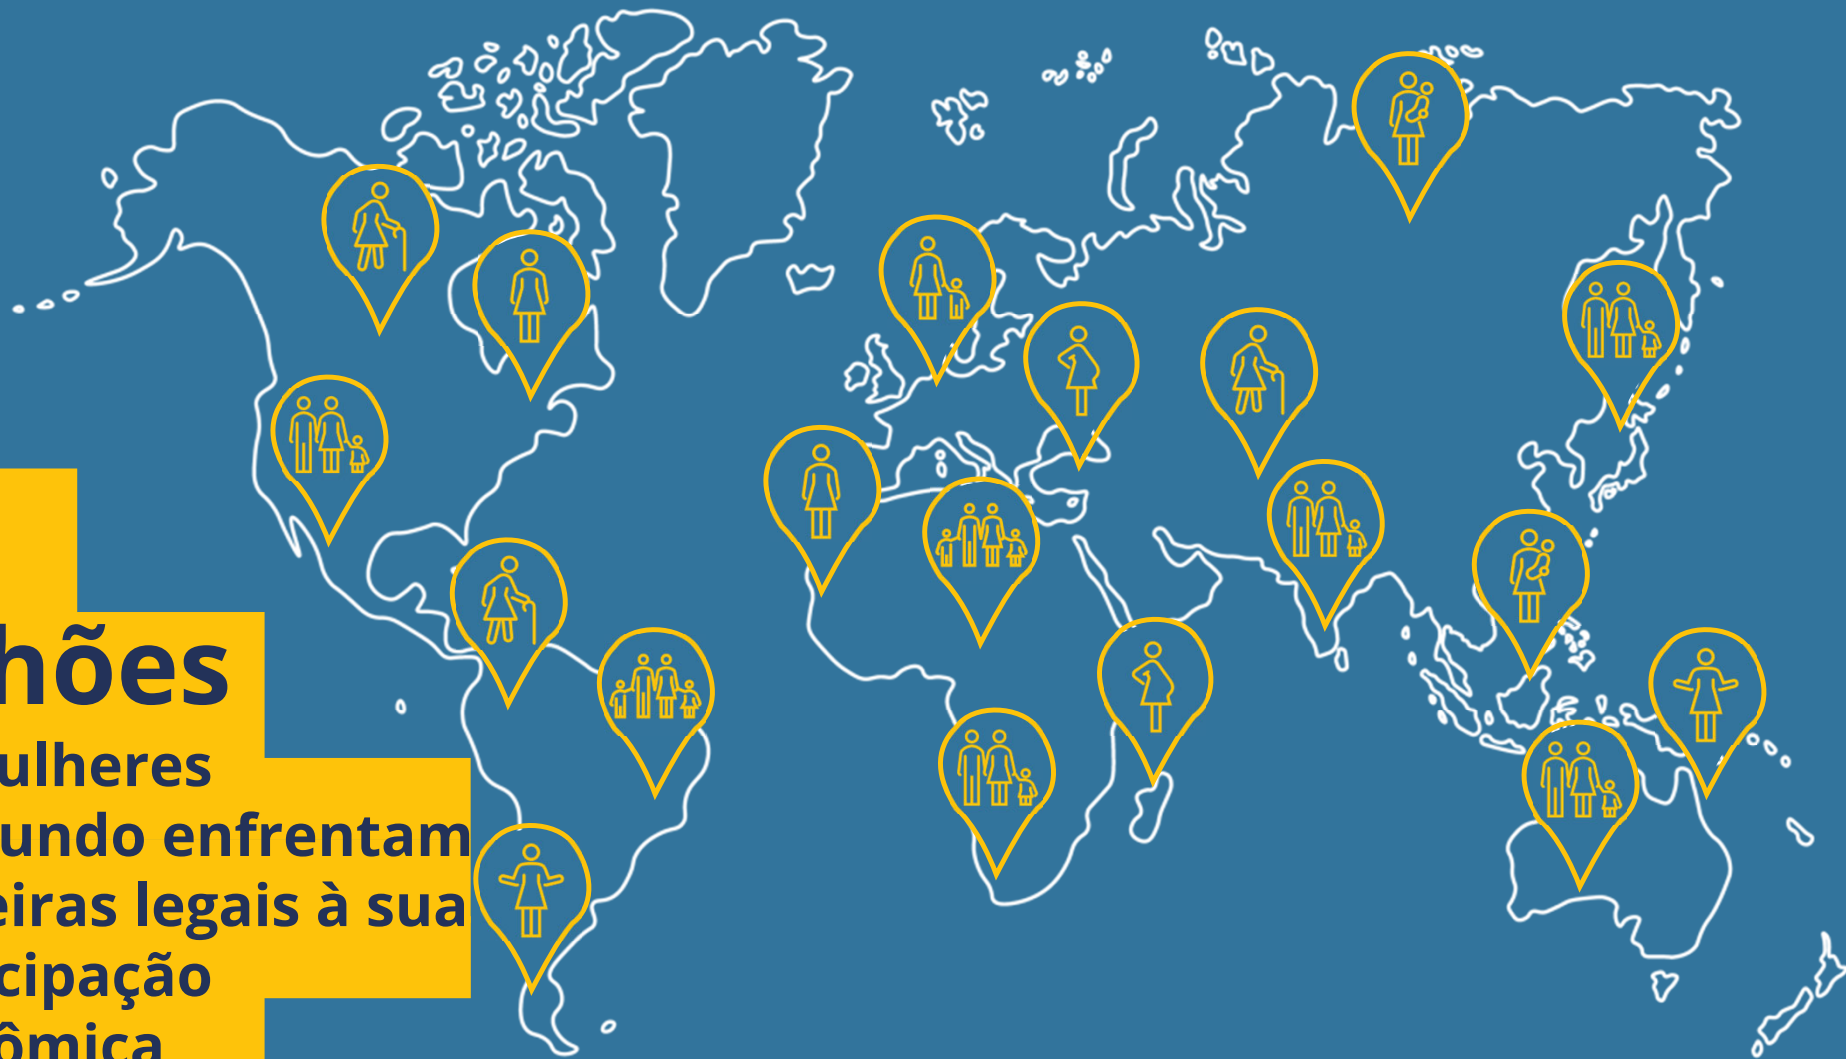 hões
ulheres
undo enfrentam
eiras legais à sua
cipação
ômica